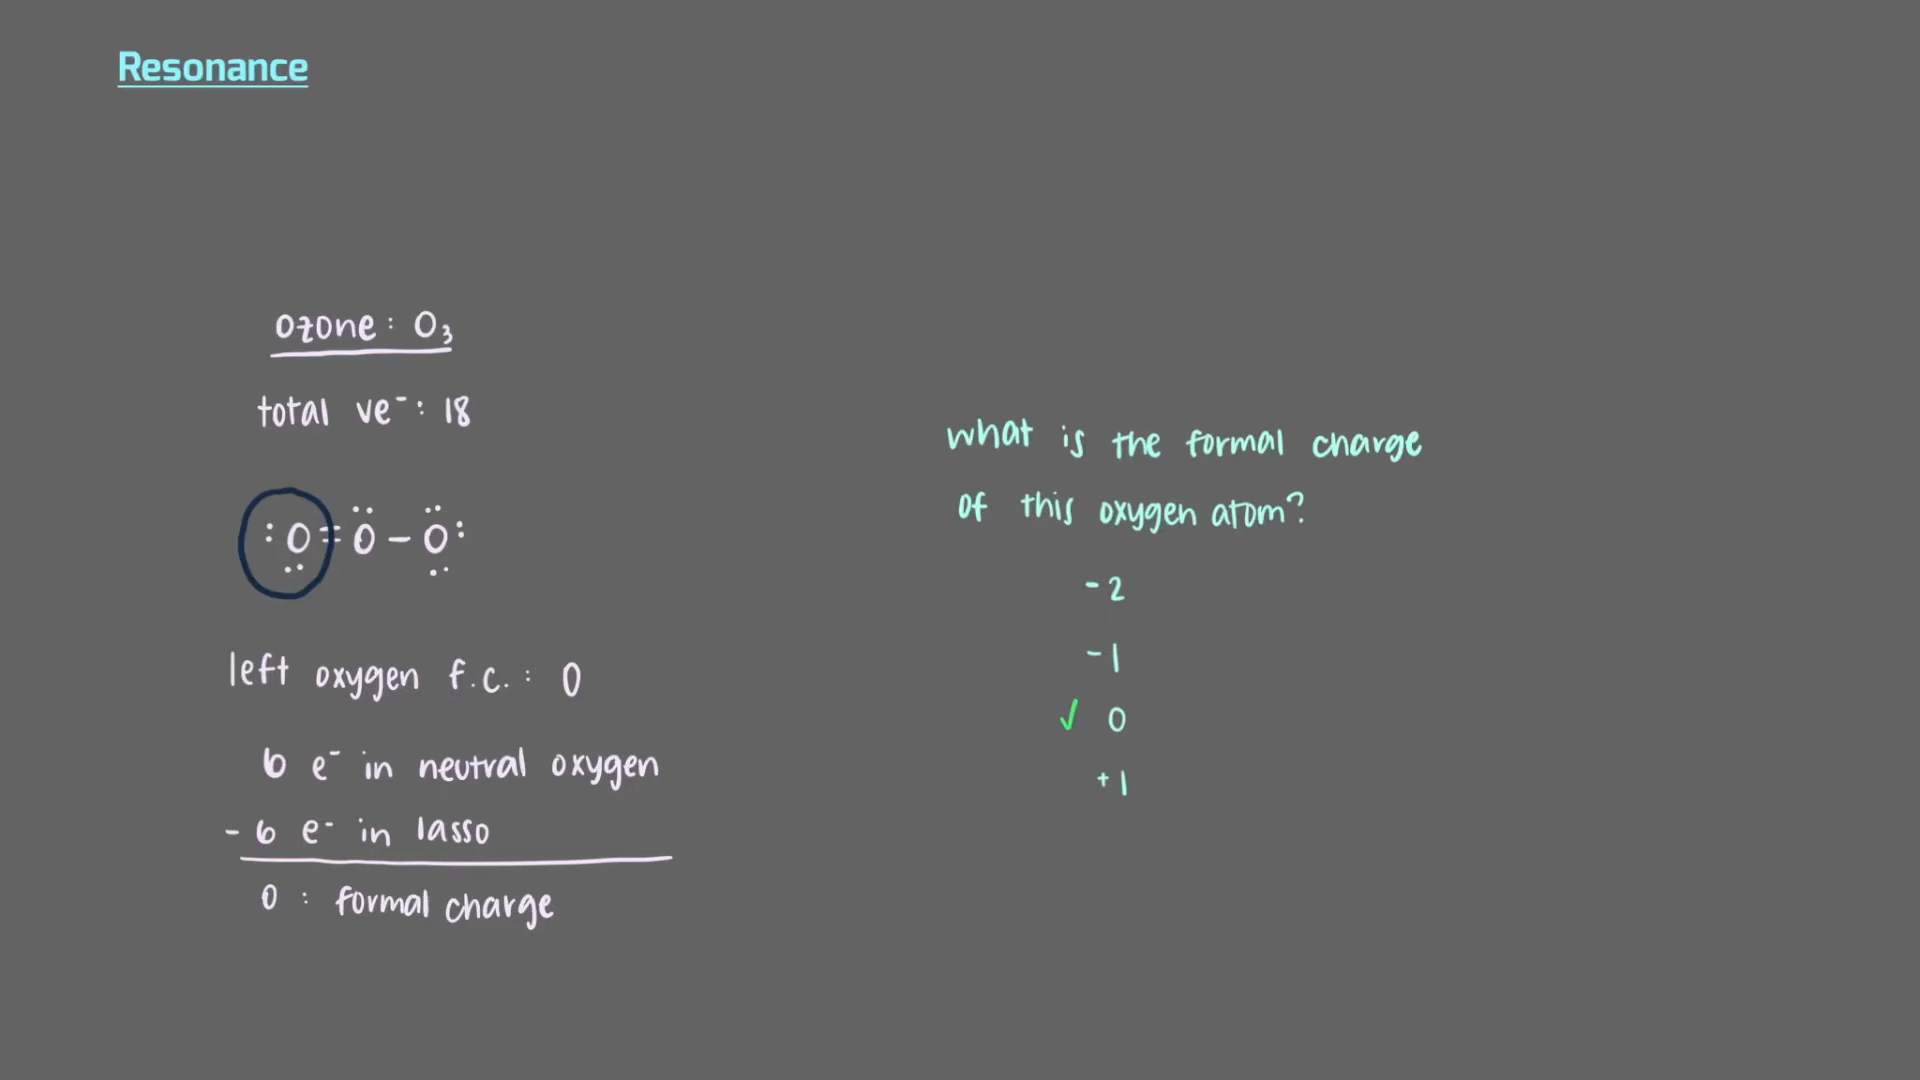 Resonance
ozone: O₃
total ve⁻: 18
:Ö=Ö–Ö:
left oxygen f.c.: 0
6 e⁻ in neutral oxygen
- 6 e⁻ in lasso
0 : formal charge
what is the formal charge
of this oxygen atom?
-2
-1
✓ 0
+1